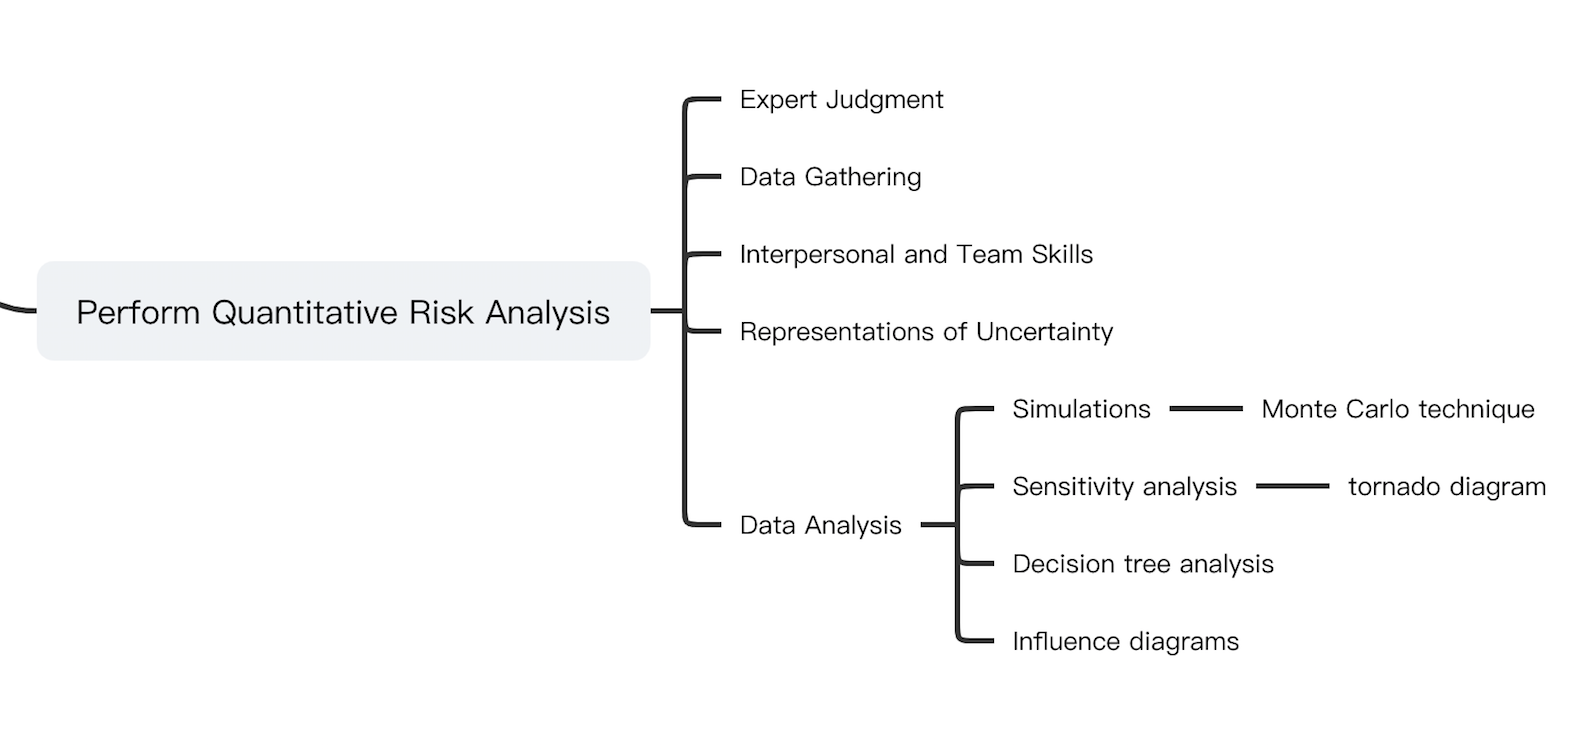 Perform Quantitative Risk Analysis
Expert Judgment
Data Gathering
Interpersonal and Team Skills
Representations of Uncertainty
Data Analysis
Simulations
Monte Carlo technique
Sensitivity analysis
tornado diagram
Decision tree analysis
Influence diagrams